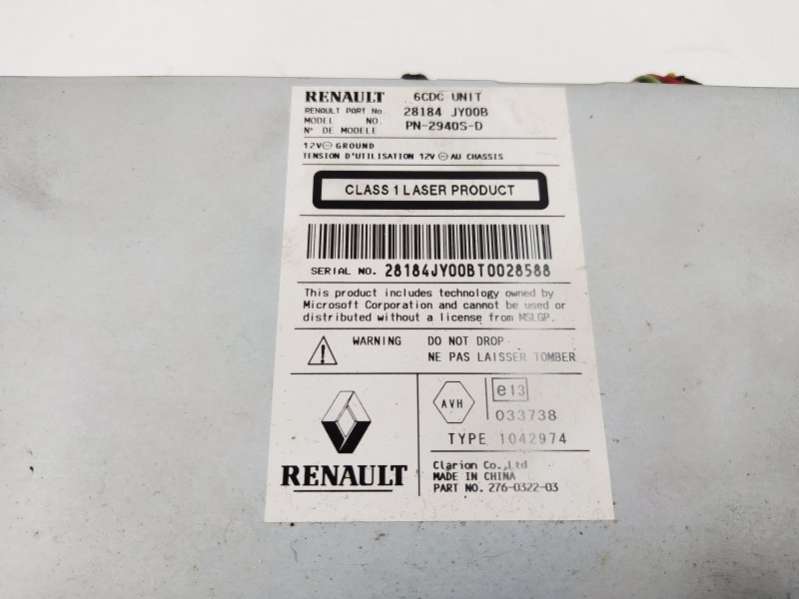 RENAULT 6CDC UNIT
RENAULT PART No. 28184 JY00B
MODEL NO. PN-2940S-D
N° DE MODELE
12V⊖ GROUND
TENSION D'UTILISATION 12V ⊖ AU CHASSIS
CLASS 1 LASER PRODUCT
SERIAL NO. 28184JY00BT0028588
This product includes technology owned by
Microsoft Corporation and cannot be used or
distributed without a license from MSLGP.
WARNING DO NOT DROP
NE PAS LAISSER TOMBER
AVH e13
033738
TYPE 1042974
RENAULT
Clarion Co.,Ltd
MADE IN CHINA
PART NO. 276-0322-03